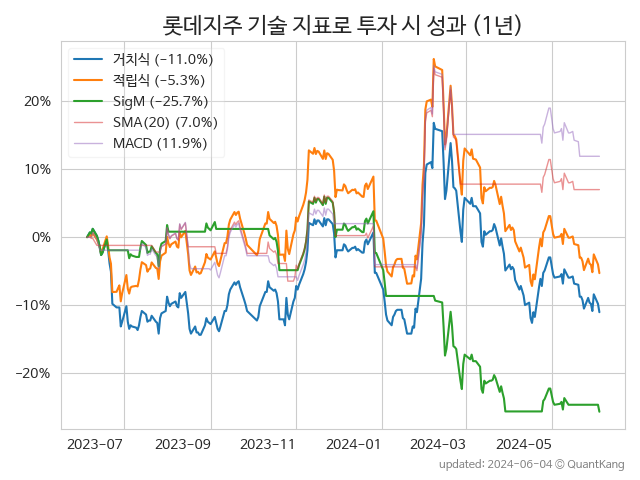 롯데지주 기술 지표로 투자 시 성과 (1년)
거치식 (−11.0%)
적립식 (−5.3%)
SigM (−25.7%)
SMA(20) (7.0%)
MACD (11.9%)
20%
10%
0%
−10%
−20%
2023−07 2023−09 2023−11 2024−01 2024−03 2024−05
updated: 2024−06−04 © QuantKang